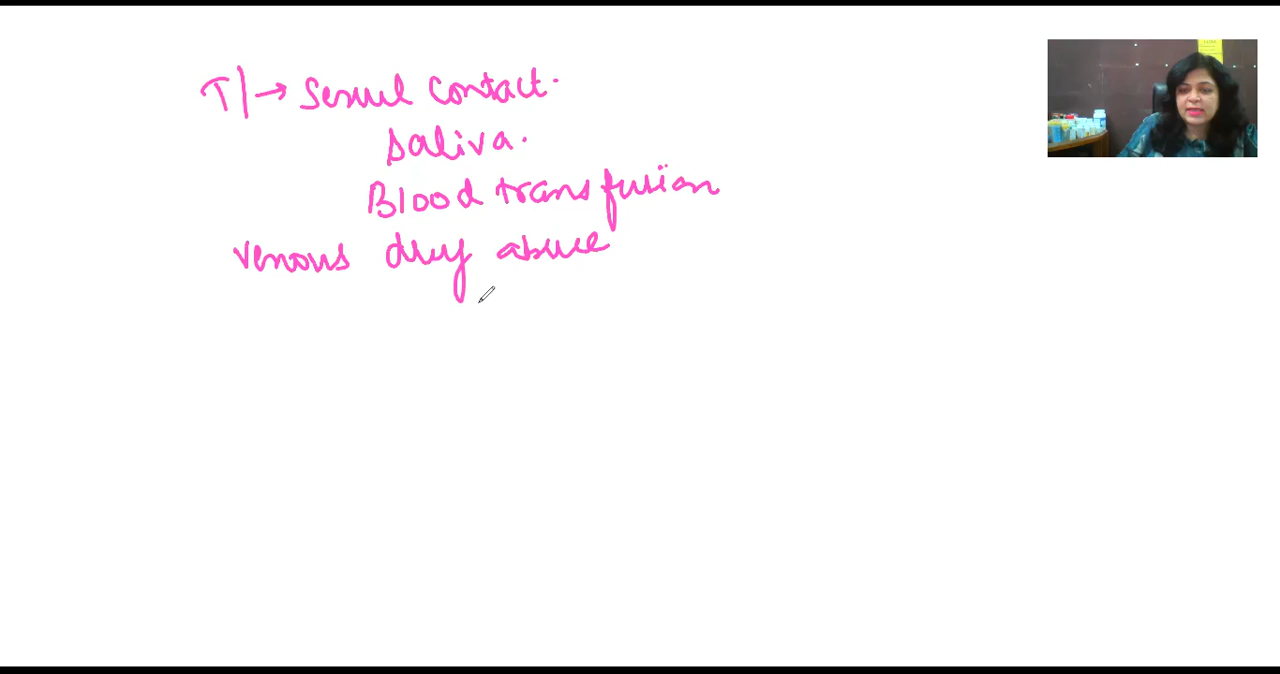 T| → Sexual Contact.
Saliva.
Blood transfusion
venous drug abuse